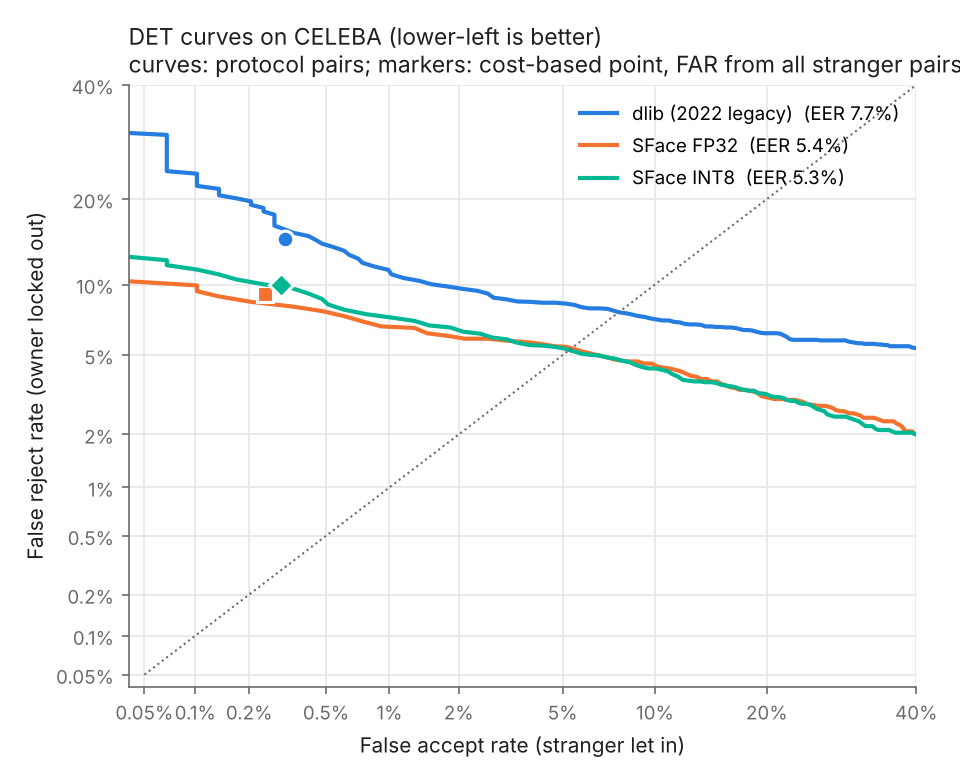 DET curves on CELEBA (lower-left is better)
curves: protocol pairs; markers: cost-based point, FAR from all stranger pairs
dlib (2022 legacy)  (EER 7.7%)
SFace FP32  (EER 5.4%)
SFace INT8  (EER 5.3%)
False reject rate (owner locked out)
40%
20%
10%
5%
2%
1%
0.5%
0.2%
0.1%
0.05%
0.05% 0.1% 0.2% 0.5% 1% 2% 5% 10% 20% 40%
False accept rate (stranger let in)